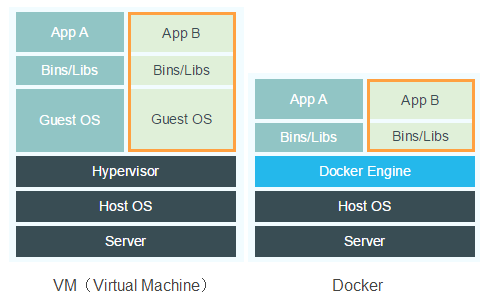 App A
App B
Bins/Libs
Bins/Libs
Guest OS
Guest OS
Hypervisor
Host OS
Server
VM（Virtual Machine）
App A
App B
Bins/Libs
Bins/Libs
Docker Engine
Host OS
Server
Docker